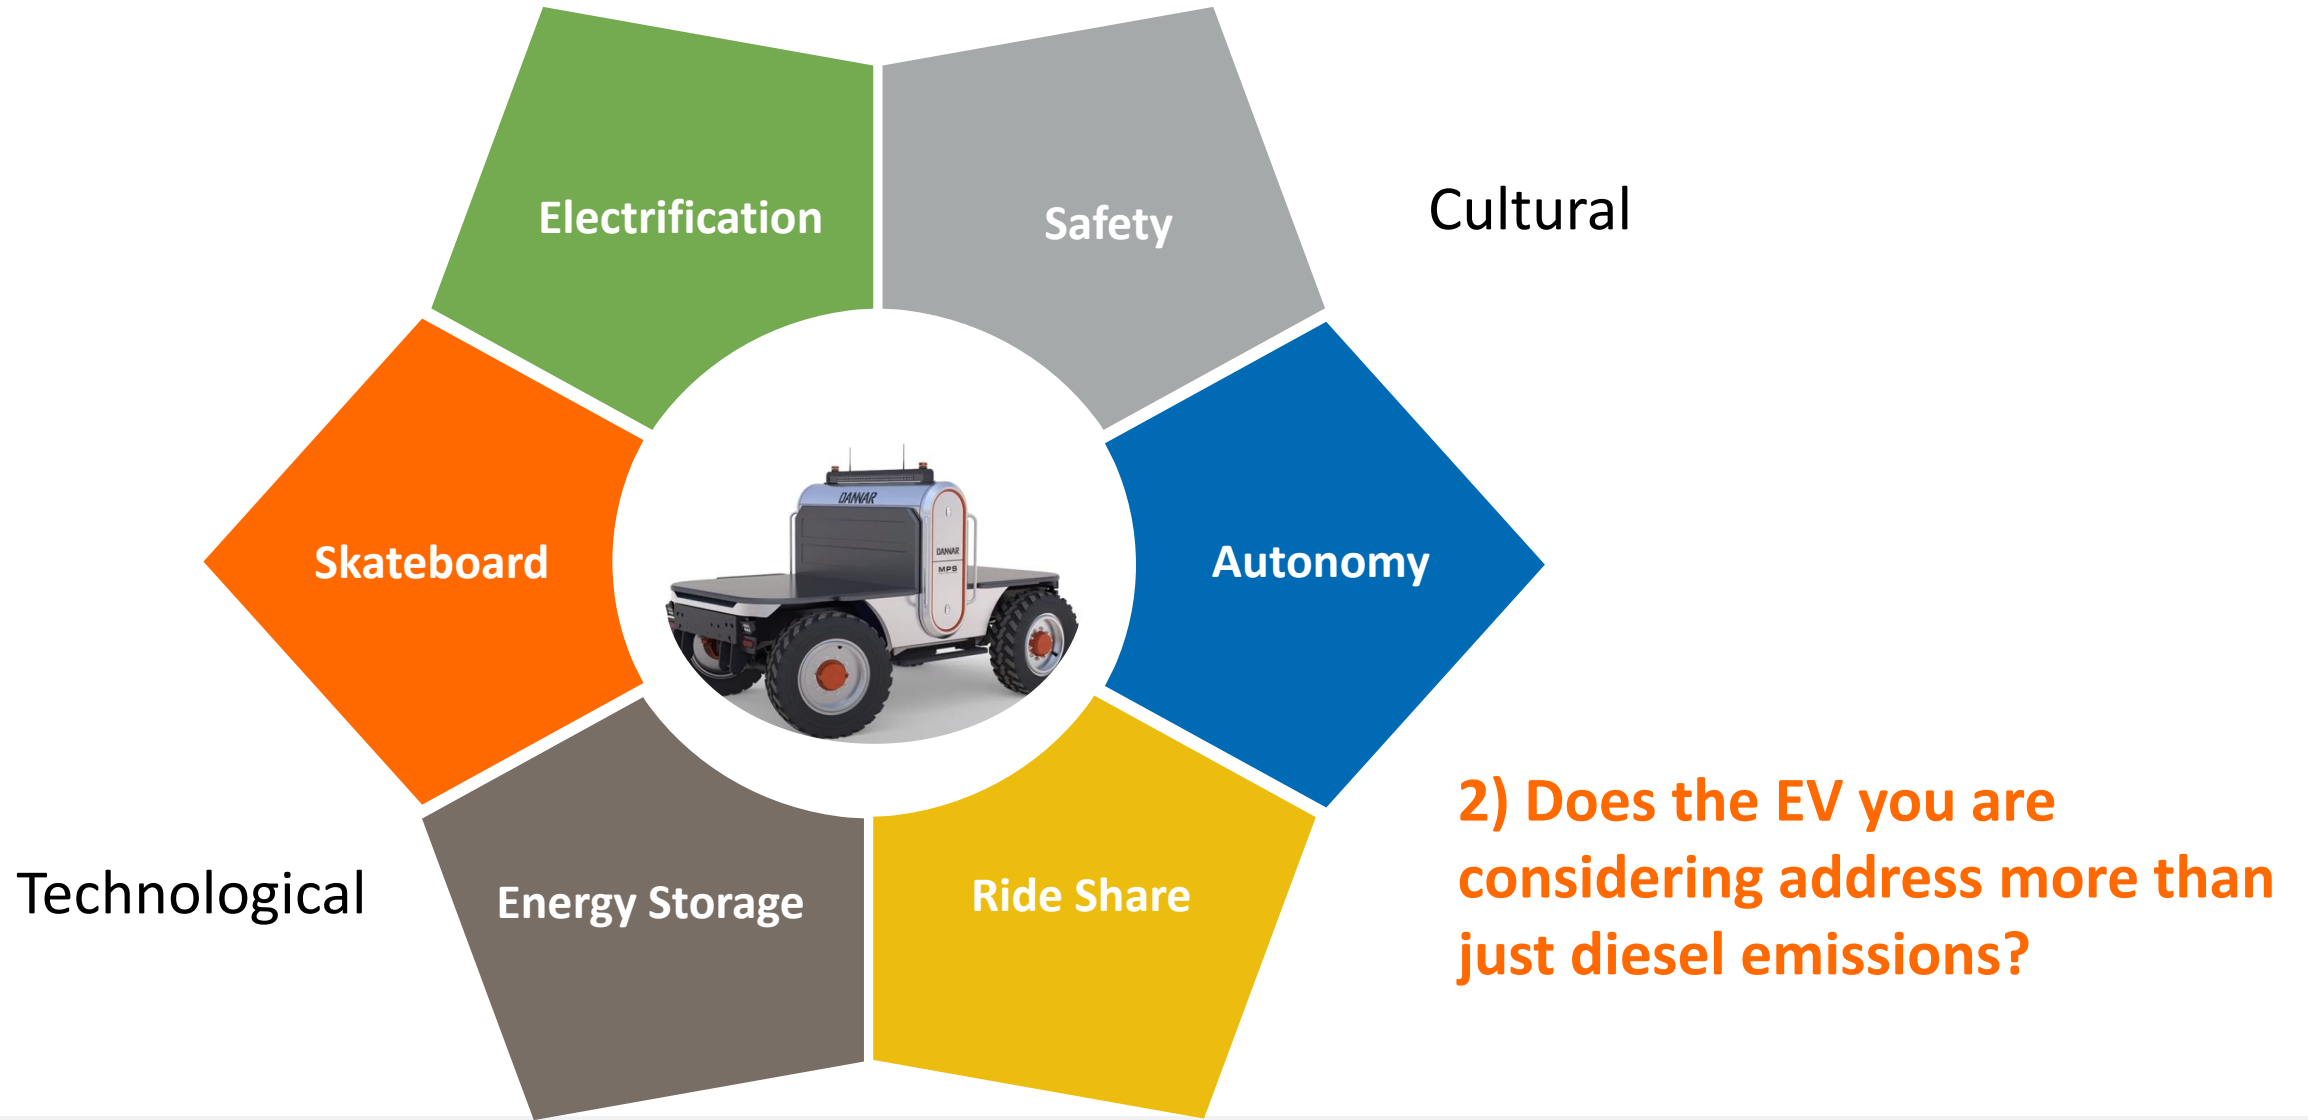 Electrification
Safety
Cultural
DANNAR
DANNAR
MPS
Skateboard
Autonomy
Technological
Energy Storage
Ride Share
2) Does the EV you are
considering address more than
just diesel emissions?